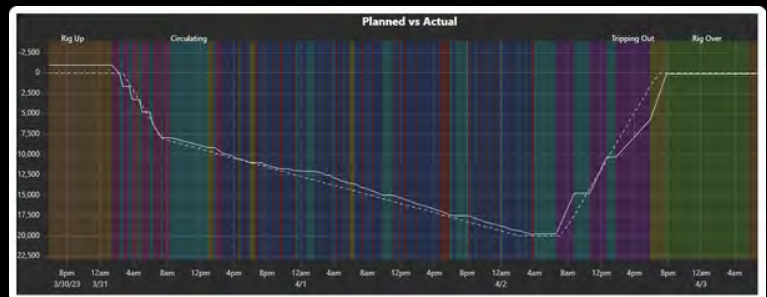 Planned vs Actual
Rig Up Circulating Tripping Out Rig Over
-2,500
0
2,500
5,000
7,500
10,000
12,500
15,000
17,500
20,000
22,500
8pm 12am 4am 8am 12pm 4pm 8pm 12am 4am 8am 12pm 4pm 8pm 12am 4am 8am 12pm 4pm 8pm 12am 4am
3/30/23 3/31 4/1 4/2 4/3